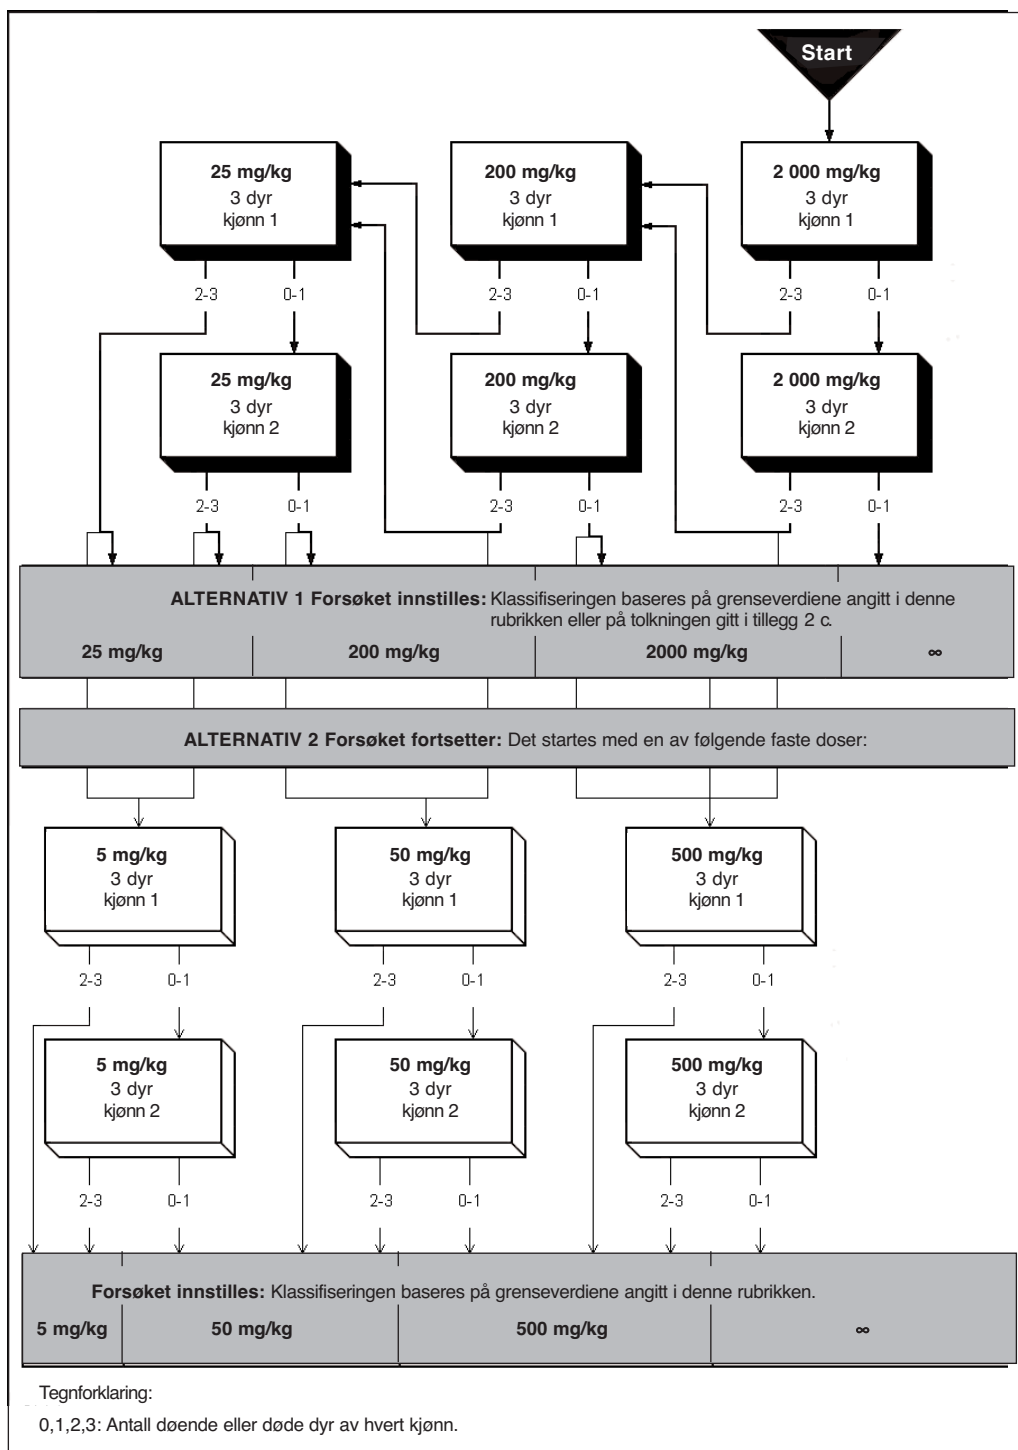 Start
25 mg/kg
3 dyr
kjønn 1
200 mg/kg
3 dyr
kjønn 1
2 000 mg/kg
3 dyr
kjønn 1
2-3
0-1
2-3
0-1
2-3
0-1
25 mg/kg
3 dyr
kjønn 2
200 mg/kg
3 dyr
kjønn 2
2 000 mg/kg
3 dyr
kjønn 2
2-3
0-1
2-3
0-1
2-3
0-1
ALTERNATIV 1 Forsøket innstilles: Klassifiseringen baseres på grenseverdiene angitt i denne
rubrikken eller på tolkningen gitt i tillegg 2 c.
25 mg/kg
200 mg/kg
2000 mg/kg
∞
ALTERNATIV 2 Forsøket fortsetter: Det startes med en av følgende faste doser:
5 mg/kg
3 dyr
kjønn 1
50 mg/kg
3 dyr
kjønn 1
500 mg/kg
3 dyr
kjønn 1
2-3
0-1
2-3
0-1
2-3
0-1
5 mg/kg
3 dyr
kjønn 2
50 mg/kg
3 dyr
kjønn 2
500 mg/kg
3 dyr
kjønn 2
2-3
0-1
2-3
0-1
2-3
0-1
Forsøket innstilles: Klassifiseringen baseres på grenseverdiene angitt i denne rubrikken.
5 mg/kg
50 mg/kg
500 mg/kg
∞
Tegnforklaring:
0,1,2,3: Antall døende eller døde dyr av hvert kjønn.